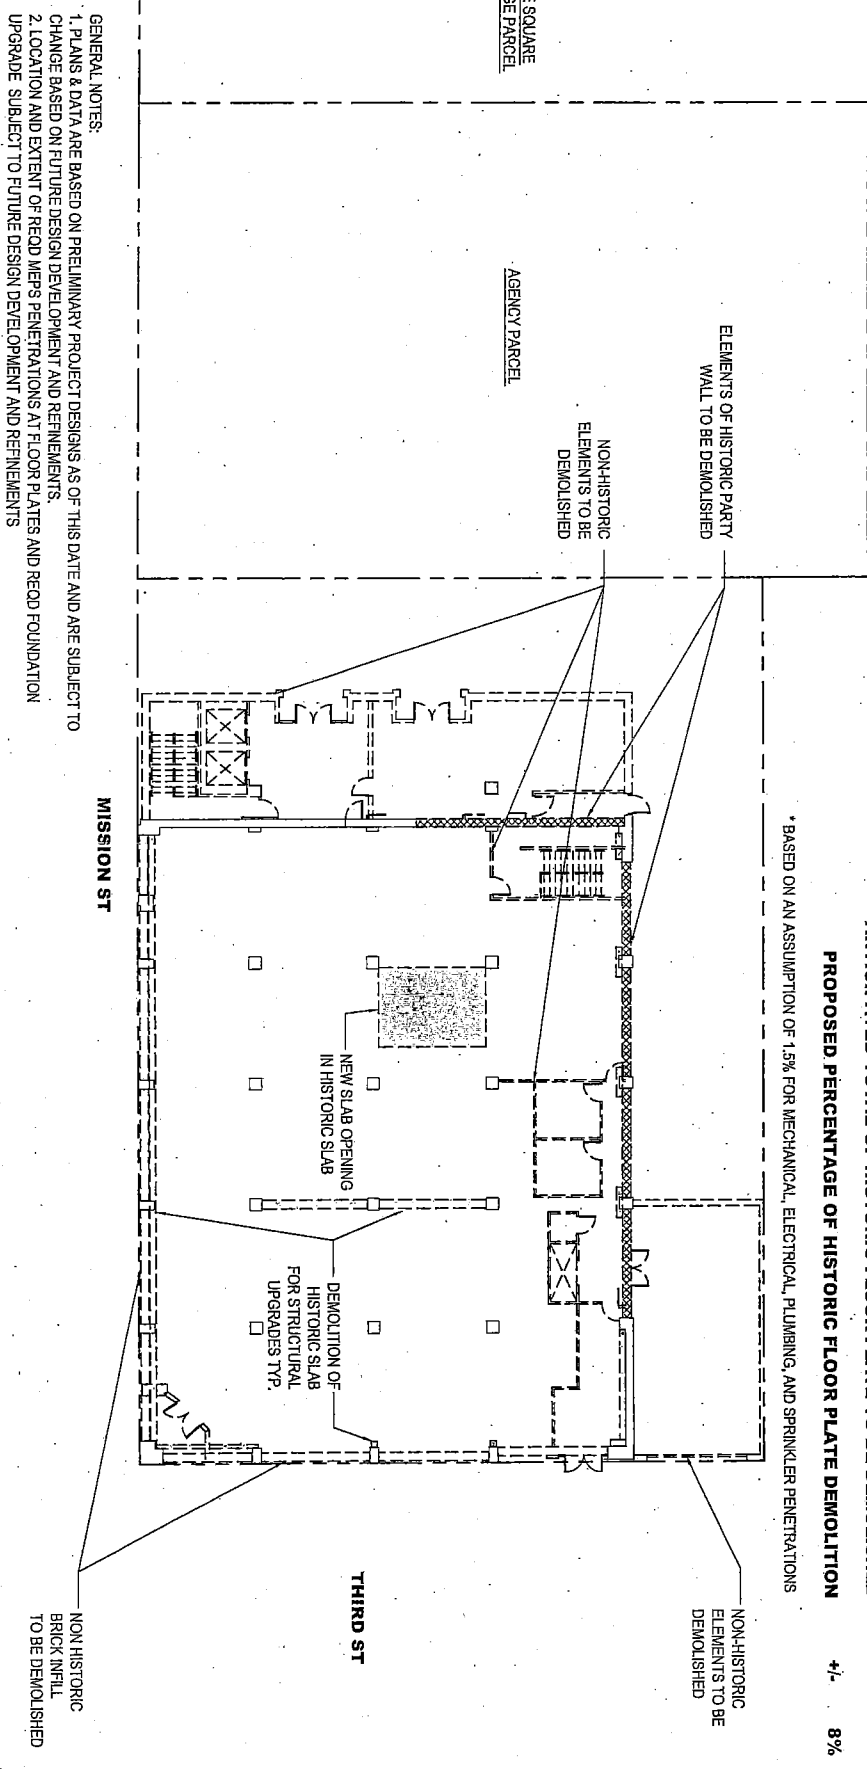 PROPOSED PERCENTAGE OF HISTORIC FLOOR PLATE DEMOLITION +/- 8%
* BASED ON AN ASSUMPTION OF 1.5% FOR MECHANICAL, ELECTRICAL, PLUMBING, AND SPRINKLER PENETRATIONS
ELEMENTS OF HISTORIC PARTY
WALL TO BE DEMOLISHED
NON-HISTORIC
ELEMENTS TO BE
DEMOLISHED
NON-HISTORIC
ELEMENTS TO BE
DEMOLISHED
SQUARE
PARCEL
AGENCY PARCEL
NEW SLAB OPENING
IN HISTORIC SLAB
DEMOLITION OF
HISTORIC SLAB
FOR STRUCTURAL
UPGRADES TYP.
THIRD ST
MISSION ST
NON HISTORIC
BRICK INFILL
TO BE DEMOLISHED
GENERAL NOTES:
1. PLANS & DATA ARE BASED ON PRELIMINARY PROJECT DESIGNS AS OF THIS DATE AND ARE SUBJECT TO
CHANGE BASED ON FUTURE DESIGN DEVELOPMENT AND REFINEMENTS.
2. LOCATION AND EXTENT OF REQD MEPS PENETRATIONS AT FLOOR PLATES AND REQD FOUNDATION
UPGRADE SUBJECT TO FUTURE DESIGN DEVELOPMENT AND REFINEMENTS